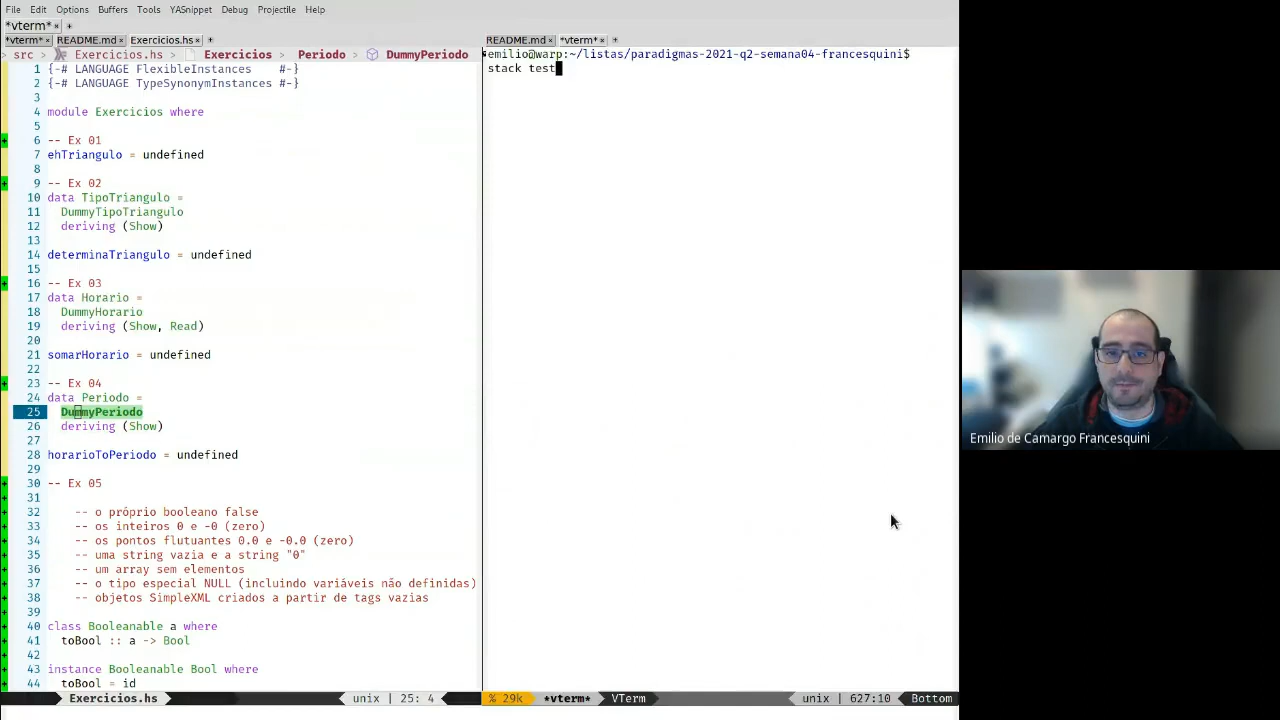 File Edit Options Buffers Tools YASnippet Debug Projectile Help
*vterm* × +
*vterm* × README.md × Exercicios.hs × +
src > Exercicios.hs > Exercicios > Periodo > DummyPeriodo
1 {-# LANGUAGE FlexibleInstances    #-}
2 {-# LANGUAGE TypeSynonymInstances #-}
3
4 module Exercicios where
5
6 -- Ex 01
7 ehTriangulo = undefined
8
9 -- Ex 02
10 data TipoTriangulo =
11   DummyTipoTriangulo
12   deriving (Show)
13
14 determinaTriangulo = undefined
15
16 -- Ex 03
17 data Horario =
18   DummyHorario
19   deriving (Show, Read)
20
21 somarHorario = undefined
22
23 -- Ex 04
24 data Periodo =
25   DummyPeriodo
26   deriving (Show)
27
28 horarioToPeriodo = undefined
29
30 -- Ex 05
31
32     -- o próprio booleano false
33     -- os inteiros 0 e -0 (zero)
34     -- os pontos flutuantes 0.0 e -0.0 (zero)
35     -- uma string vazia e a string "0"
36     -- um array sem elementos
37     -- o tipo especial NULL (incluindo variáveis não definidas)
38     -- objetos SimpleXML criados a partir de tags vazias
39
40 class Booleanable a where
41   toBool :: a -> Bool
42
43 instance Booleanable Bool where
44   toBool = id
Exercicios.hs unix | 25: 4
README.md × *vterm* × +
emilio@warp:~/listas/paradigmas-2021-q2-semana04-francesquini$
stack test
% 29k *vterm* VTerm unix | 627:10 Bottom
Emilio de Camargo Francesquini